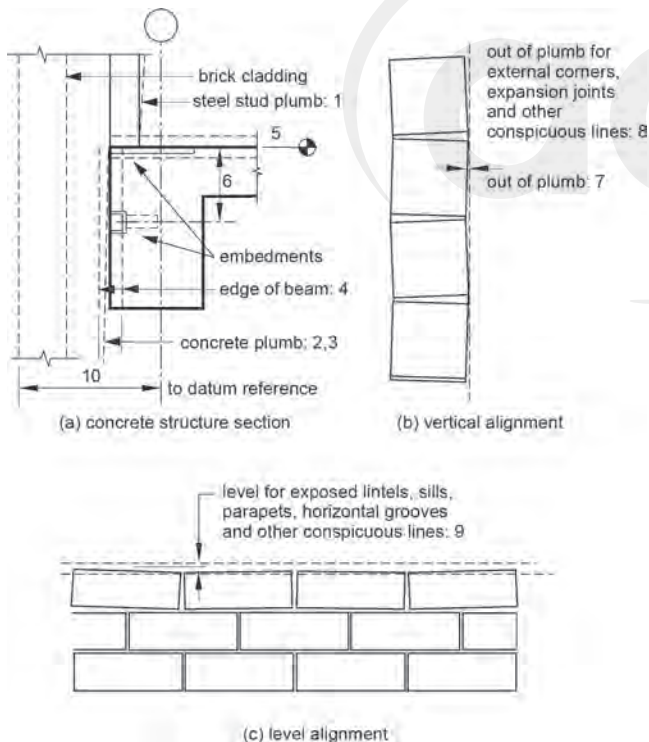 brick cladding
steel stud plumb: 1
5
6
embedments
edge of beam: 4
concrete plumb: 2,3
10
to datum reference
(a) concrete structure section
out of plumb for
external corners,
expansion joints
and other
conspicuous lines: 8
out of plumb: 7
(b) vertical alignment
level for exposed lintels, sills,
parapets, horizontal grooves
and other conspicuous lines: 9
(c) level alignment